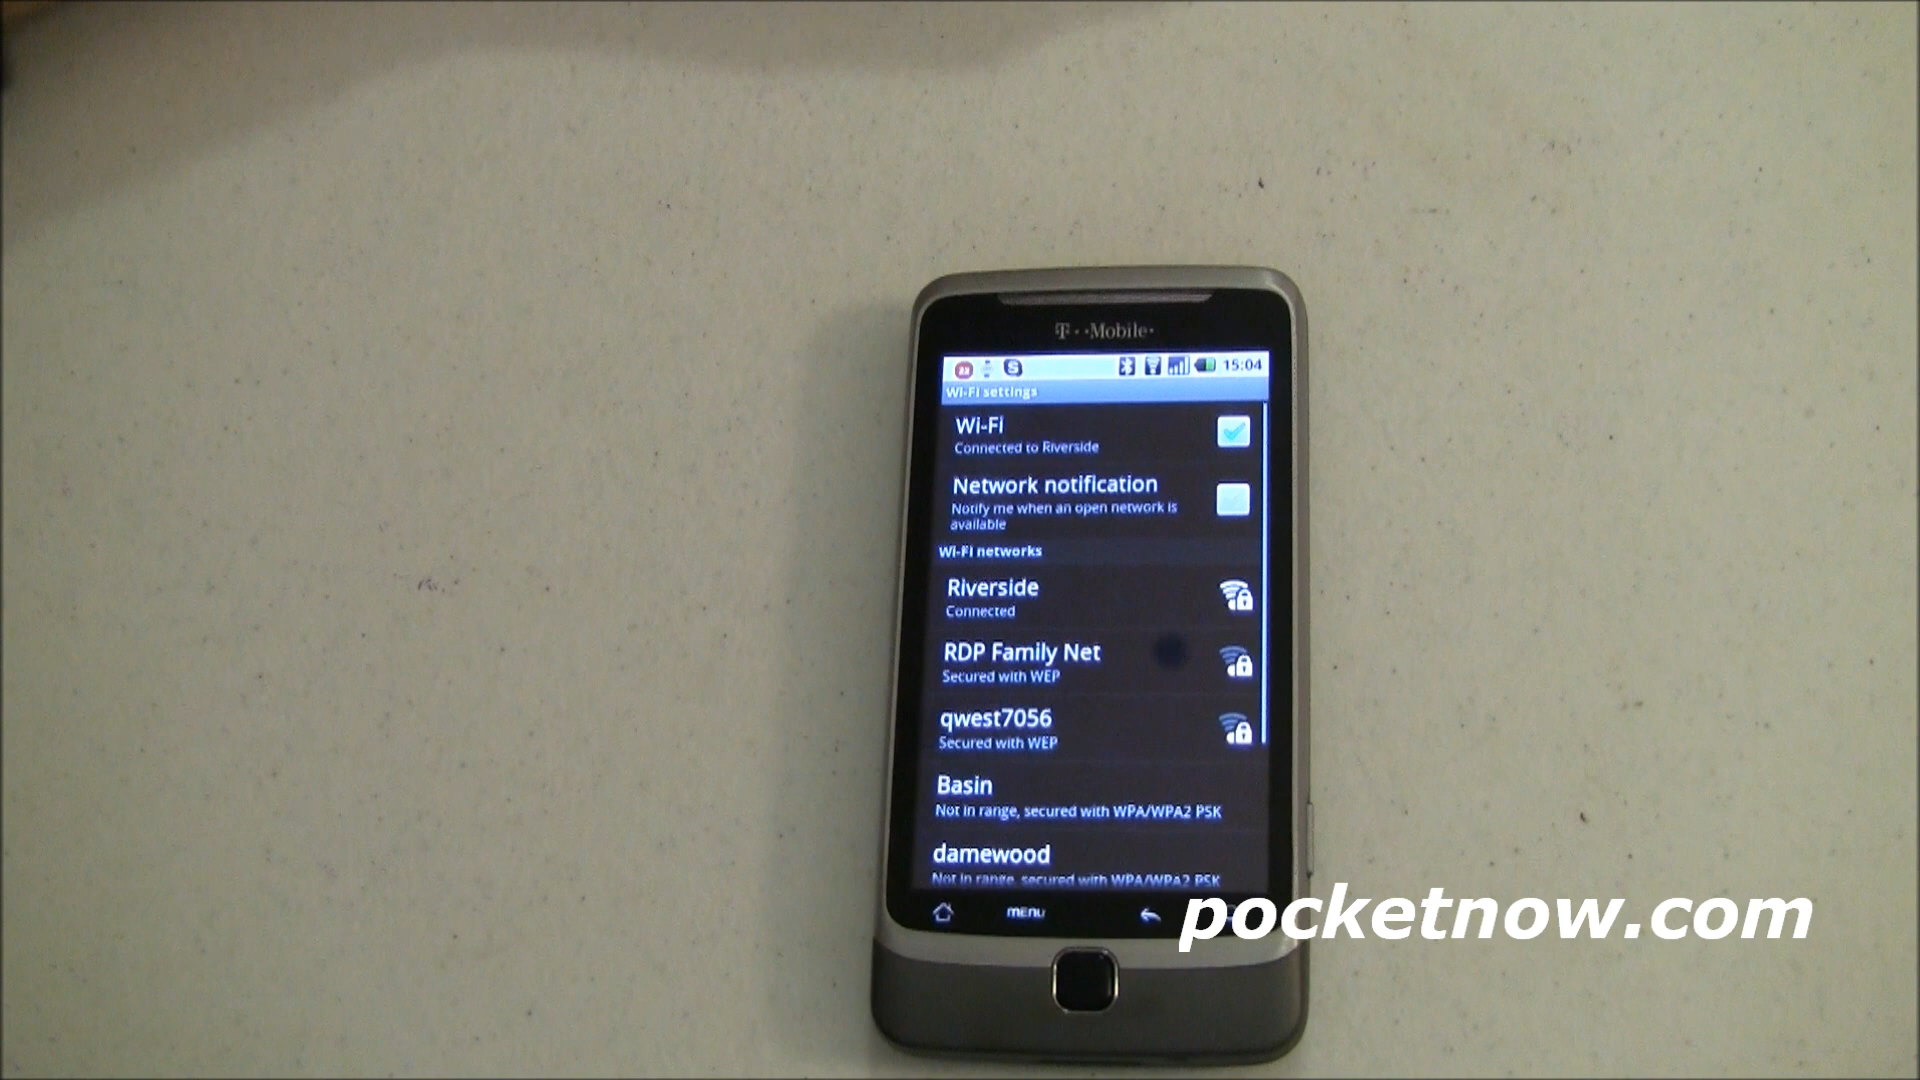 T··Mobile·
15:04
Wi-Fi settings
Wi-Fi
Connected to Riverside
Network notification
Notify me when an open network is
available
Wi-Fi networks
Riverside
Connected
RDP Family Net
Secured with WEP
qwest7056
Secured with WEP
Basin
Not in range, secured with WPA/WPA2 PSK
damewood
Not in range, secured with WPA/WPA2 PSK
MENU
pocketnow.com